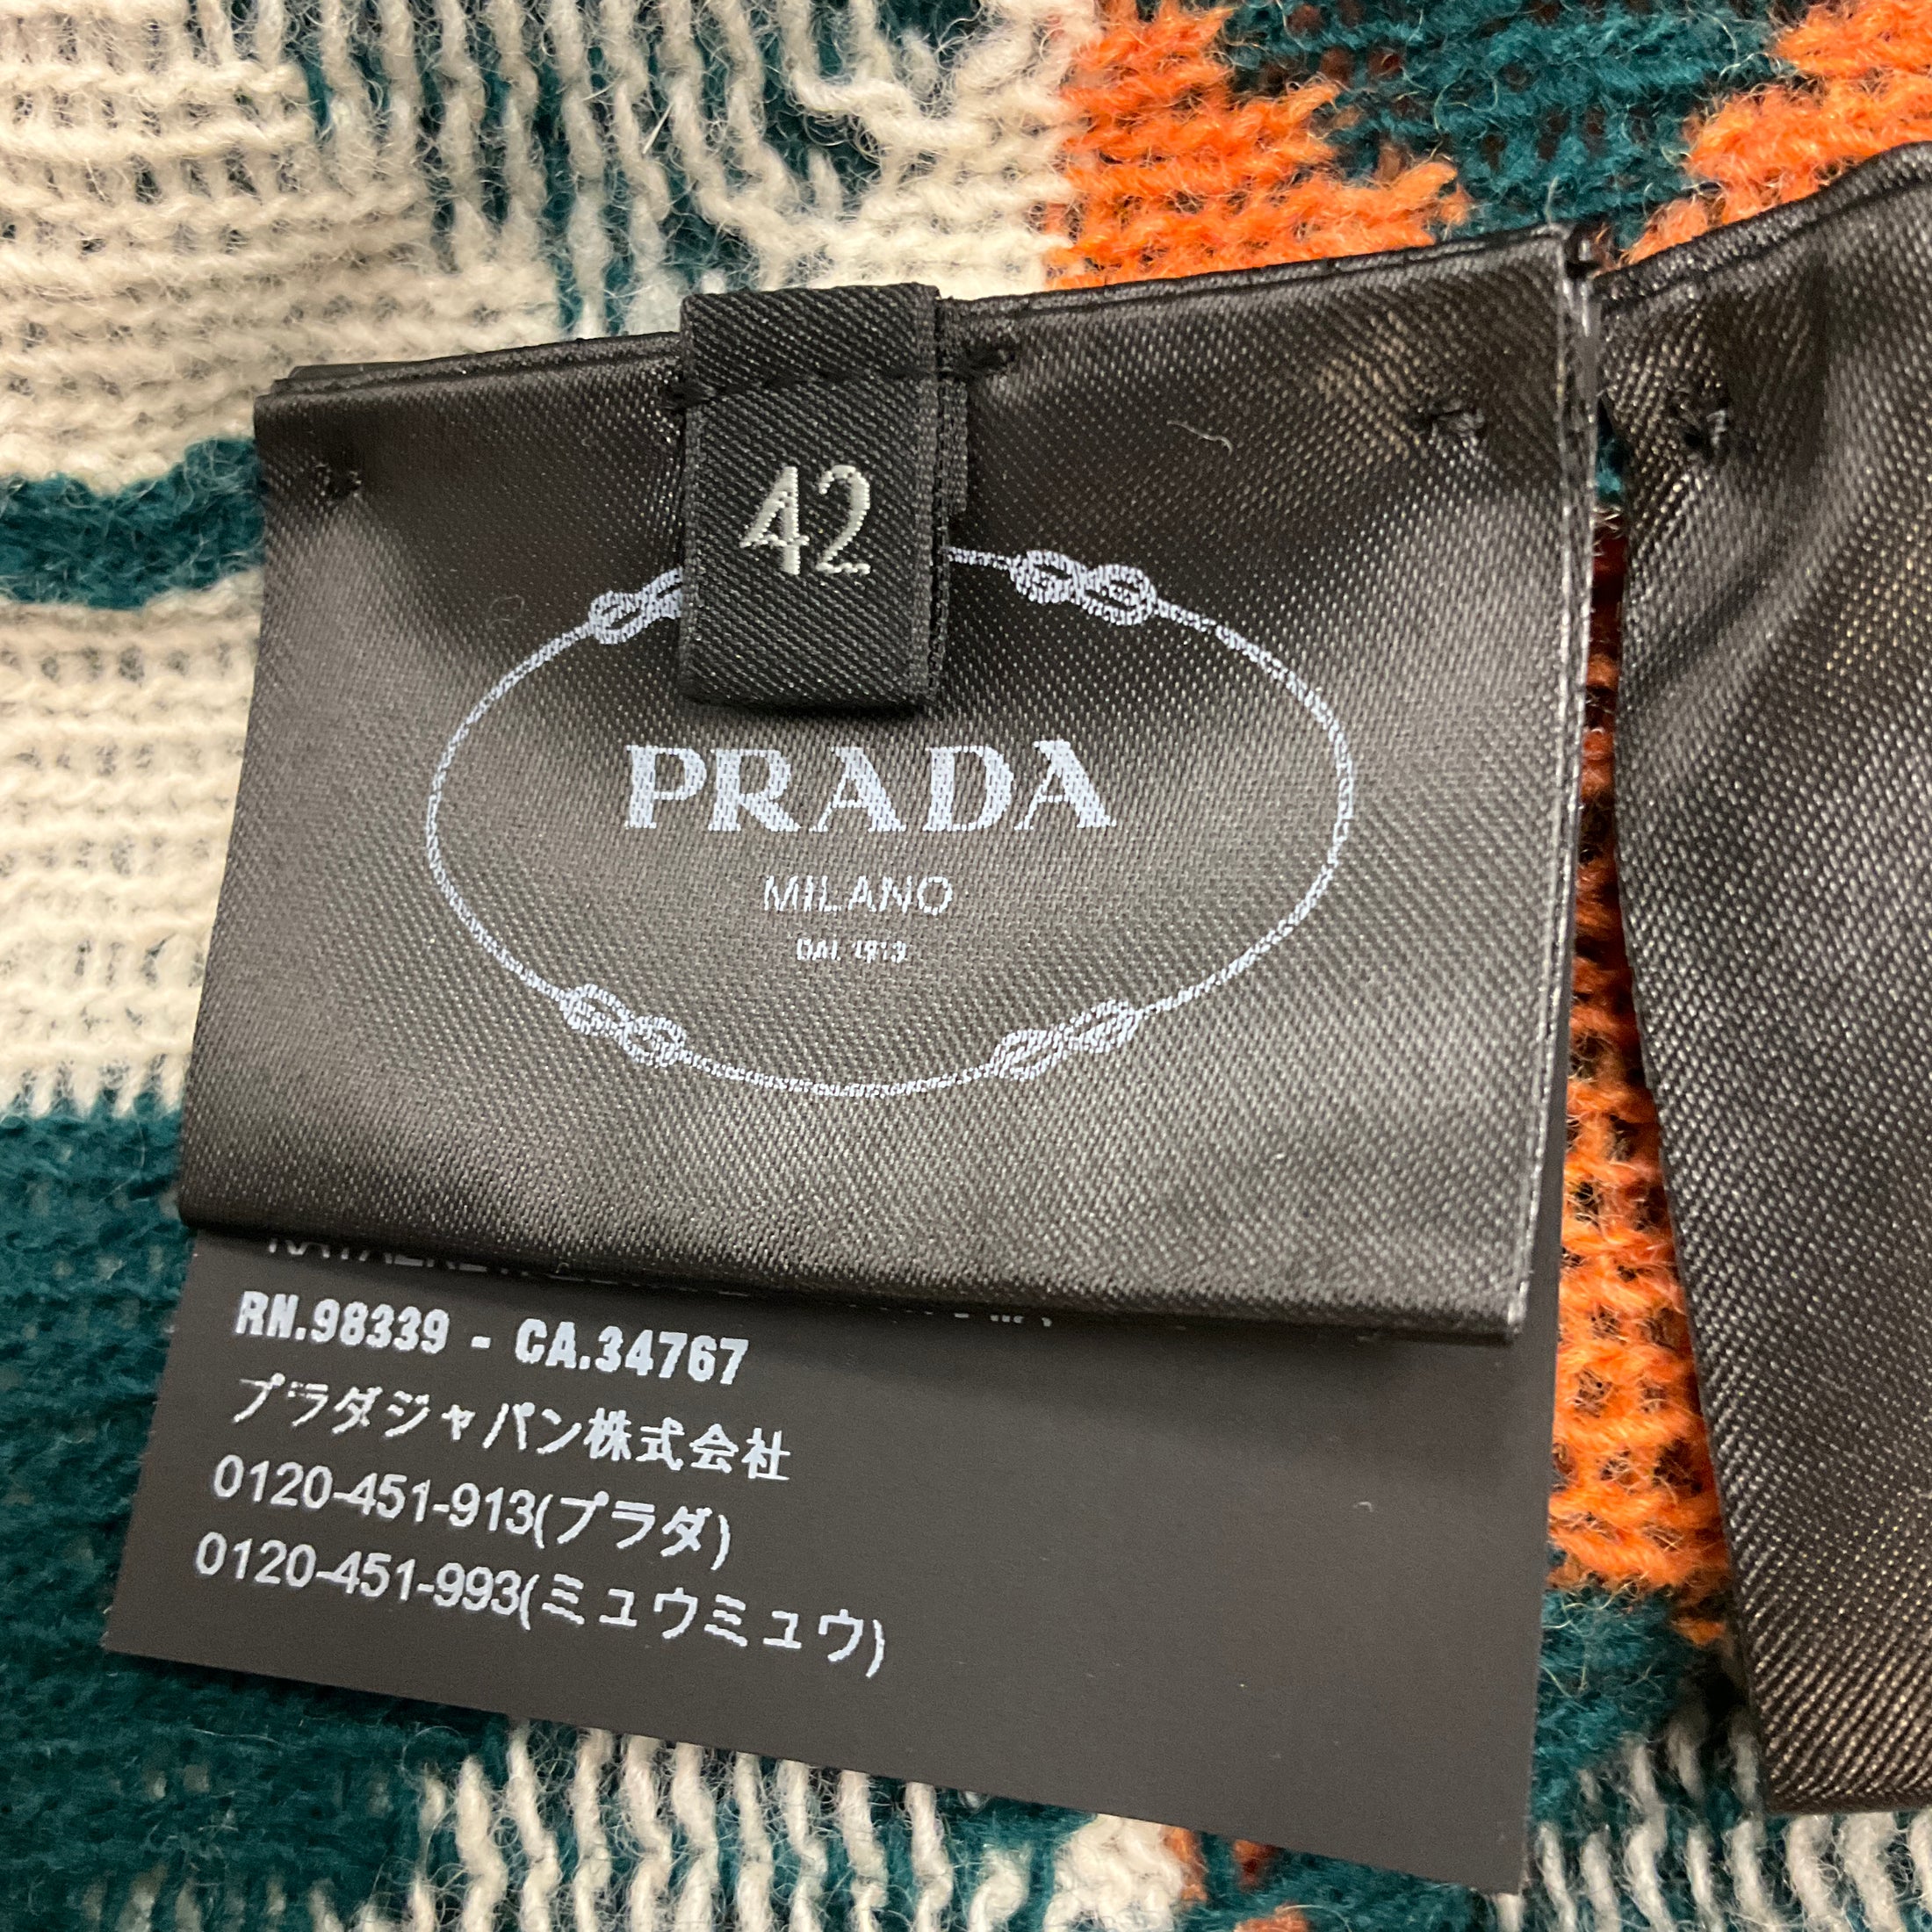 42
PRADA
MILANO
DAL 1913
RN.98339 - CA.34767
プラダジャパン株式会社
0120-451-913(プラダ)
0120-451-993(ミュウミュウ)